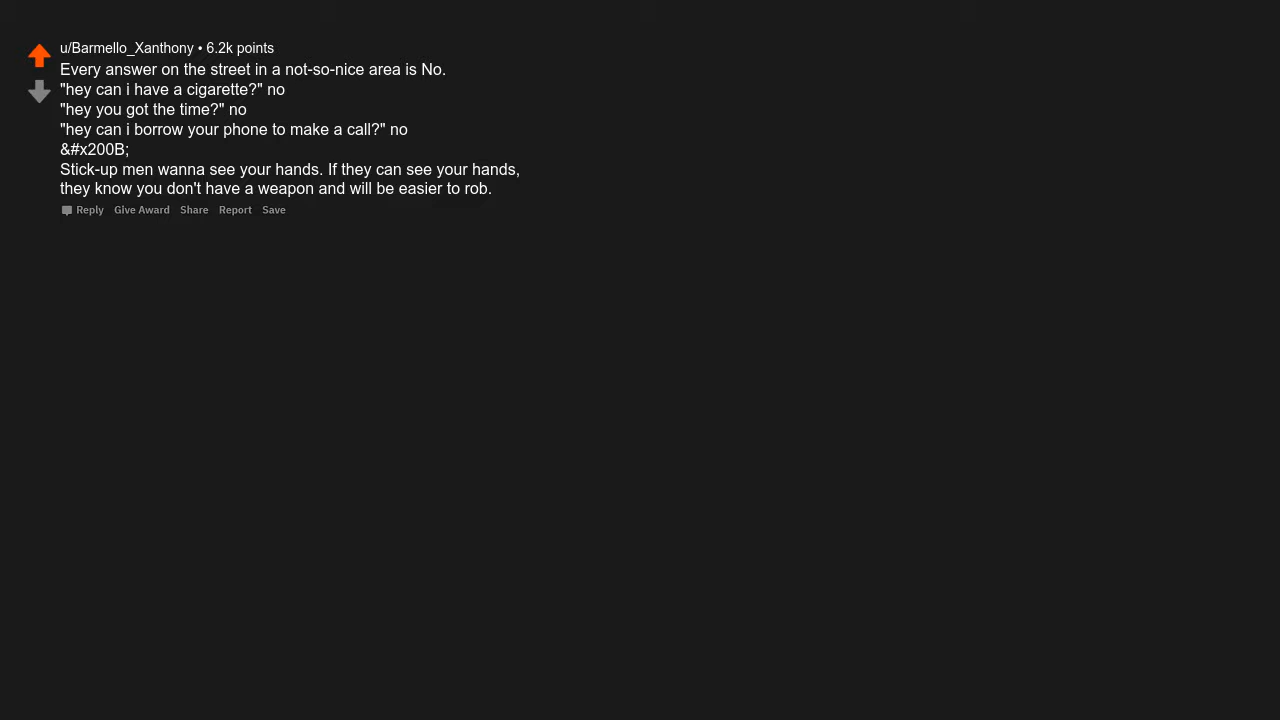 u/Barmello_Xanthony • 6.2k points
Every answer on the street in a not-so-nice area is No.
"hey can i have a cigarette?" no
"hey you got the time?" no
"hey can i borrow your phone to make a call?" no
&#x200B;
Stick-up men wanna see your hands. If they can see your hands,
they know you don't have a weapon and will be easier to rob.
Reply Give Award Share Report Save